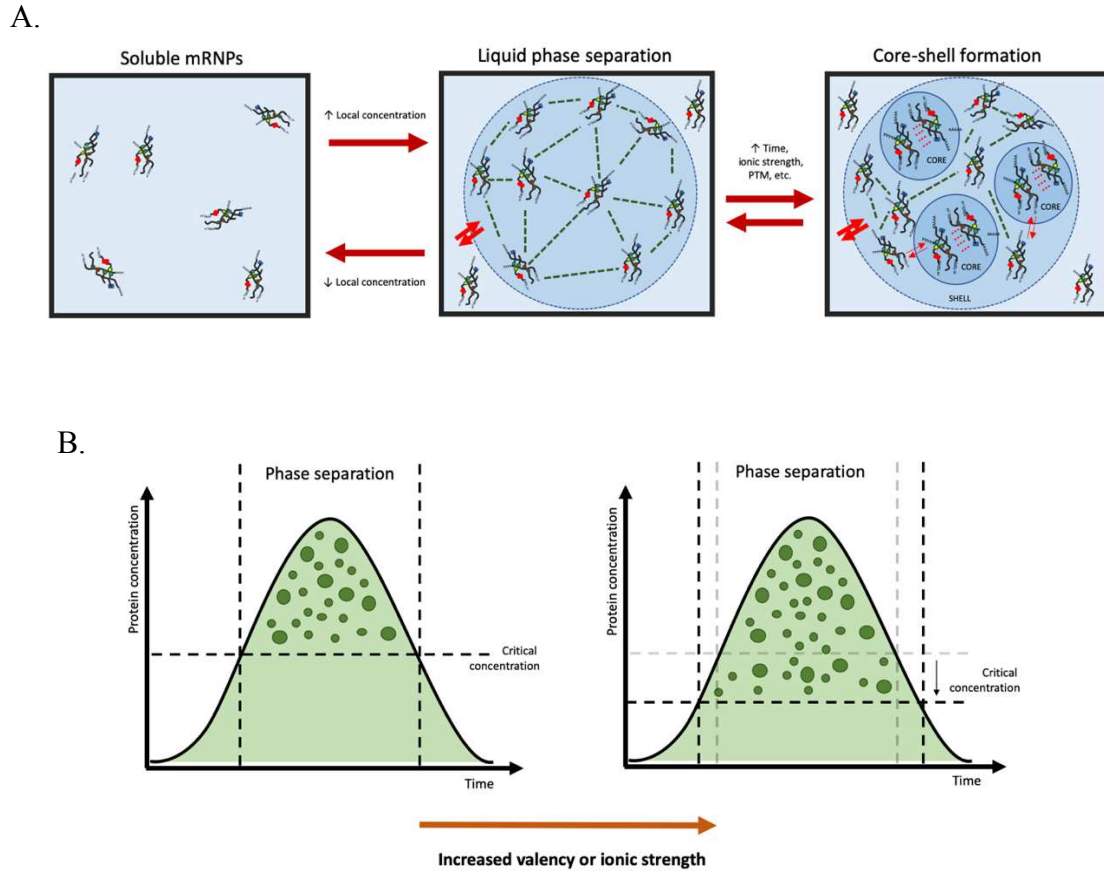 A.
Soluble mRNPs
Liquid phase separation
Core-shell formation
↑ Local concentration
↓ Local concentration
↑ Time,
ionic strength,
PTM, etc.
CORE
CORE
CORE
SHELL
B.
Phase separation
Protein concentration
Critical
concentration
Time
Phase separation
Protein concentration
Critical
concentration
Time
Increased valency or ionic strength